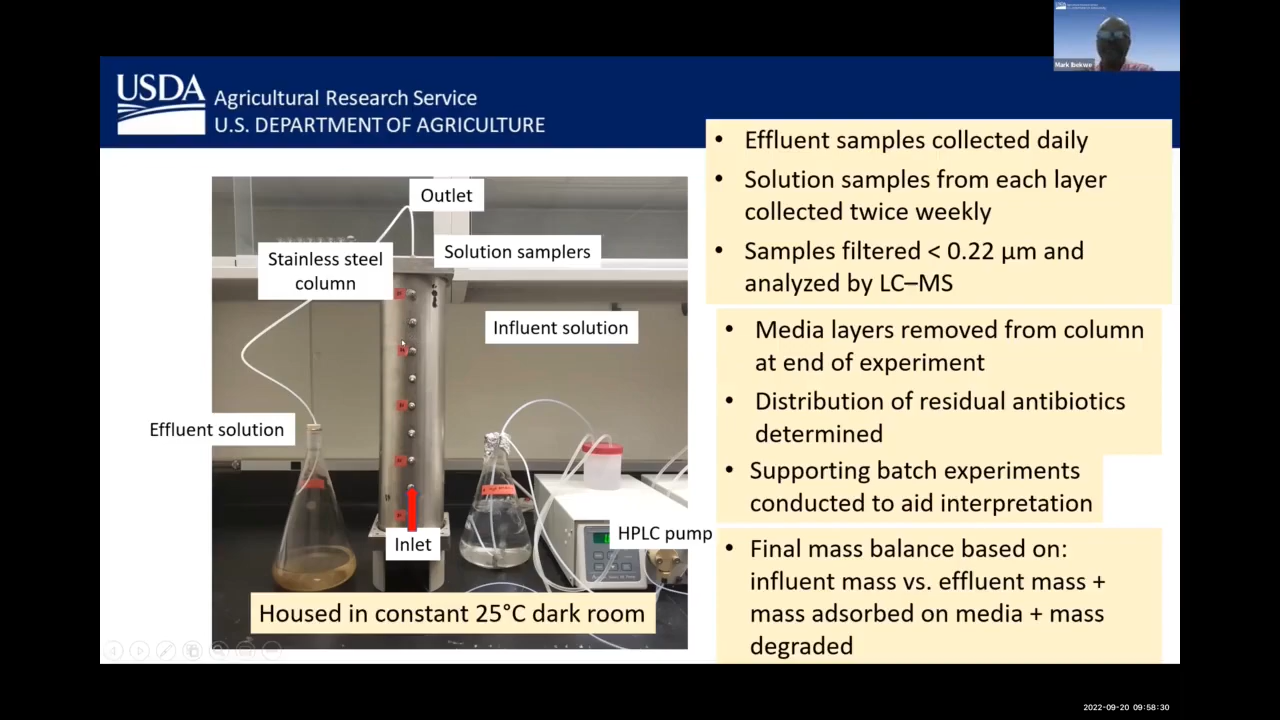 USDA
Agricultural Research Service
U.S. DEPARTMENT OF AGRICULTURE
Mark Ibekwe
Outlet
Solution samplers
Stainless steel
column
Influent solution
Effluent solution
HPLC pump
Inlet
Housed in constant 25°C dark room
• Effluent samples collected daily
• Solution samples from each layer
collected twice weekly
• Samples filtered < 0.22 µm and
analyzed by LC–MS
• Media layers removed from column
at end of experiment
• Distribution of residual antibiotics
determined
• Supporting batch experiments
conducted to aid interpretation
• Final mass balance based on:
influent mass vs. effluent mass +
mass adsorbed on media + mass
degraded
2022-09-20 09:58:30